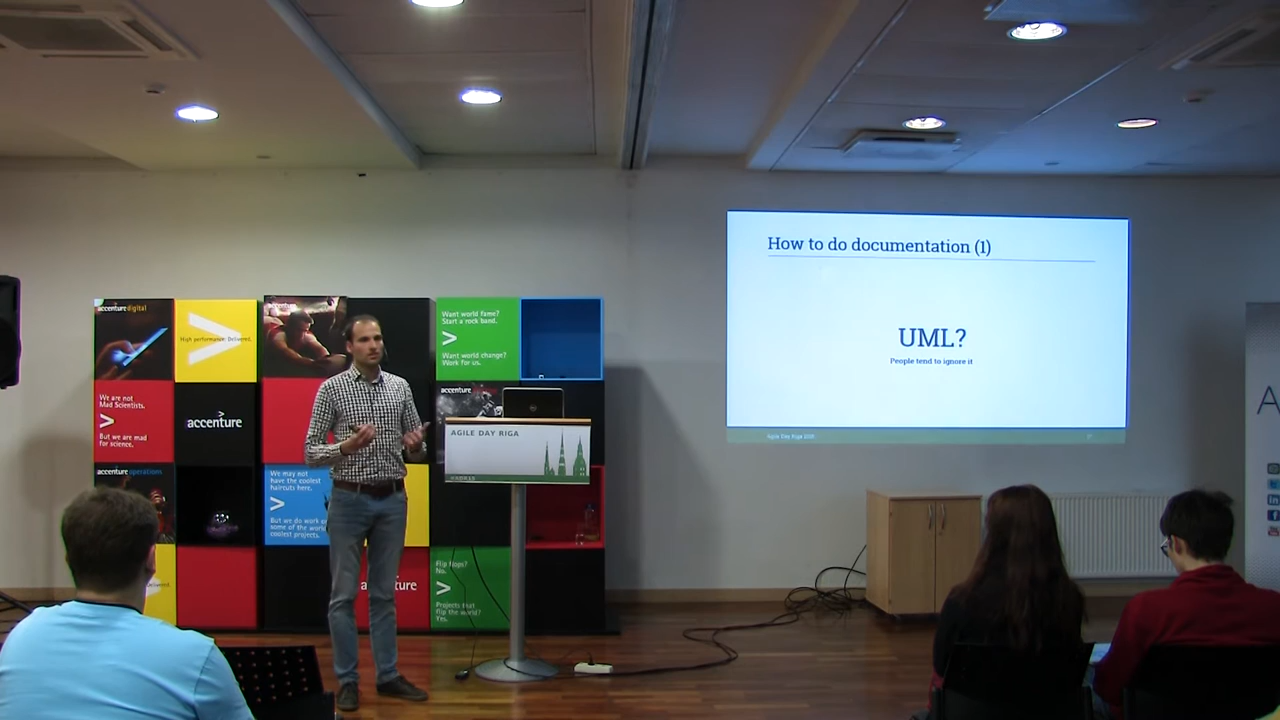 How to do documentation (1)
UML?
People tend to ignore it
accenture digital
High performance. Delivered.
accenture
Want world fame?
Start a rock band.
>
Want world change?
Work for us.
We are not
Mad Scientists.
>
But we are mad
for science.
accenture
accenture
AGILE DAY RIGA
accenture operations
We may not
have the coolest
haircuts here.
>
But we do work
some of the world
coolest projects.
Flip flops?
No.
>
Projects that
flip the world?
Yes.
A